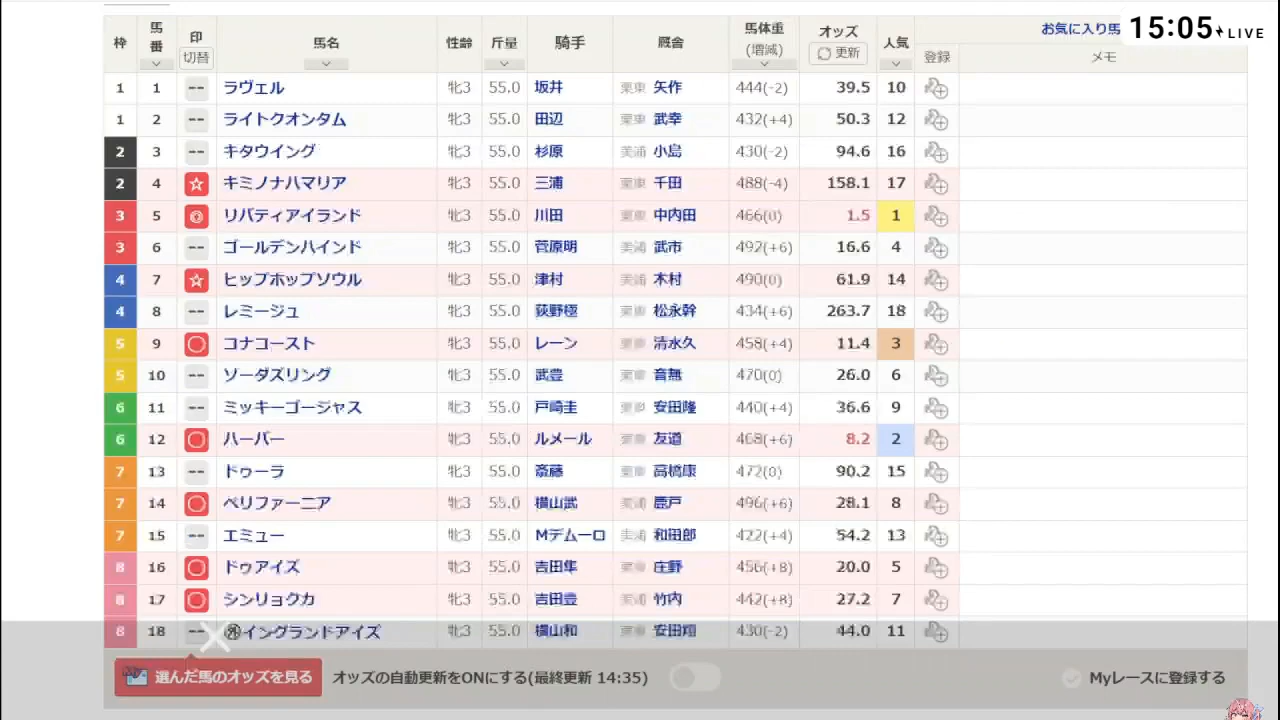 15:05 LIVE
枠 馬番 印 切替 馬名 性齢 斤量 騎手 厩舎 馬体重(増減) オッズ 更新 人気 お気に入り馬 登録 メモ
1 1 -- ラヴェル 牝3 55.0 坂井 栗東 矢作 444(-2) 39.5 10
1 2 -- ライトクオンタム 牝3 55.0 田辺 栗東 武幸 432(+4) 50.3 12
2 3 -- キタウイング 牝3 55.0 杉原 美浦 小島 430(-2) 94.6 16
2 4 ☆ キミノナハマリア 牝3 55.0 三浦 栗東 千田 488(-4) 158.1 17
3 5 ◎ リバティアイランド 牝3 55.0 川田 栗東 中内田 466(0) 1.5 1
3 6 -- ゴールデンハインド 牝3 55.0 菅原明 美浦 武市 492(+6) 16.6 4
4 7 ☆ ヒップホップソウル 牝3 55.0 津村 美浦 木村 490(0) 61.9 14
4 8 -- レミージュ 牝3 55.0 荻野極 栗東 松永幹 434(+6) 263.7 18
5 9 ○ コナコースト 牝3 55.0 レーン 栗東 清水久 458(+4) 11.4 3
5 10 -- ソーダズリング 牝3 55.0 武豊 栗東 音無 470(0) 26.0 6
6 11 -- ミッキーゴージャス 牝3 55.0 戸崎圭 栗東 安田隆 440(+4) 36.6 9
6 12 ○ ハーパー 牝3 55.0 ルメール 栗東 友道 468(+6) 8.2 2
7 13 -- ドゥーラ 牝3 55.0 斎藤 栗東 高橋康 472(0) 90.2 15
7 14 ○ ペリファーニア 牝3 55.0 横山武 美浦 鹿戸 496(+6) 28.1 8
7 15 -- エミュー 牝3 55.0 Mデムーロ 美浦 和田郎 422(+4) 54.2 13
8 16 ○ ドゥアイズ 牝3 55.0 吉田隼 栗東 庄野 456(+8) 20.0 5
8 17 ○ シンリョクカ 牝3 55.0 吉田豊 美浦 竹内 442(+8) 27.2 7
8 18 -- イングランドアイズ 牝3 55.0 横山和 栗東 安田翔 430(-2) 44.0 11
選んだ馬のオッズを見る オッズの自動更新をONにする(最終更新 14:35) Myレースに登録する